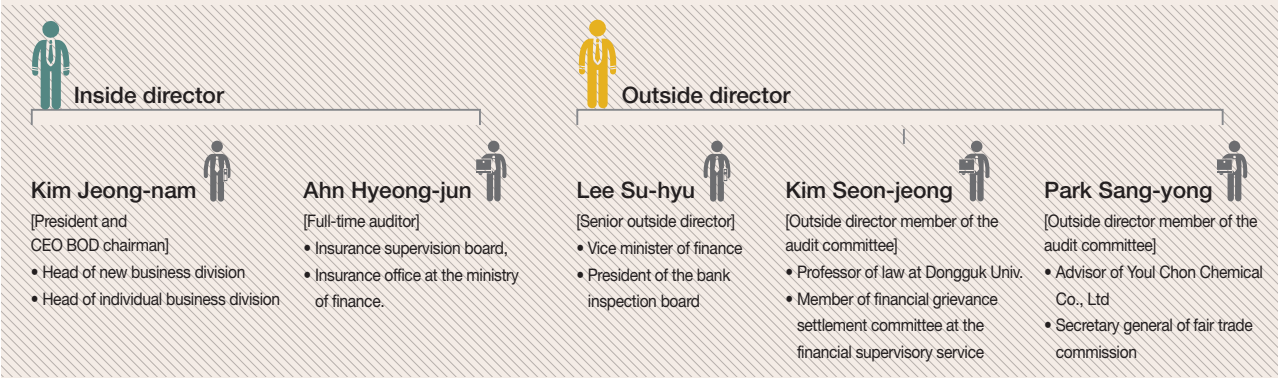 Inside director
Kim Jeong-nam
[President and
CEO BOD chairman]
• Head of new business division
• Head of individual business division
Ahn Hyeong-jun
[Full-time auditor]
• Insurance supervision board,
• Insurance office at the ministry
of finance.
Outside director
Lee Su-hyu
[Senior outside director]
• Vice minister of finance
• President of the bank
inspection board
Kim Seon-jeong
[Outside director member of the
audit committee]
• Professor of law at Dongguk Univ.
• Member of financial grievance
settlement committee at the
financial supervisory service
Park Sang-yong
[Outside director member of the
audit committee]
• Advisor of Youl Chon Chemical
Co., Ltd
• Secretary general of fair trade
commission